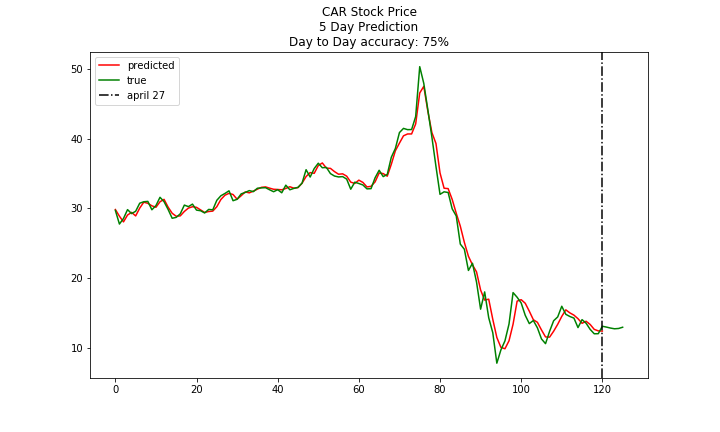 CAR Stock Price
5 Day Prediction
Day to Day accuracy: 75%
predicted
true
april 27
50
40
30
20
10
0 20 40 60 80 100 120